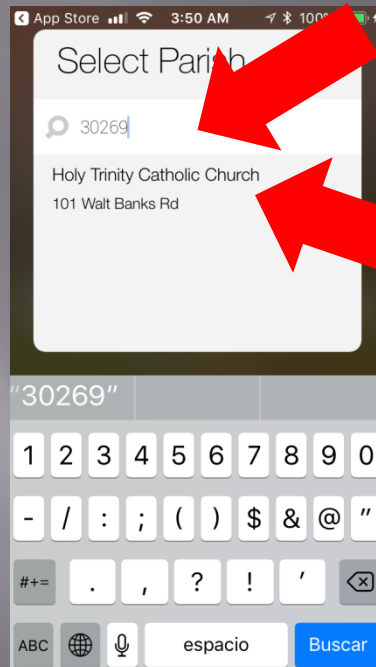 App Store 3:50 AM 100%
Select Parish
30269
Holy Trinity Catholic Church
101 Walt Banks Rd
"30269"
1 2 3 4 5 6 7 8 9 0
- / : ; ( ) $ & @ "
#+= . , ? ! '
ABC espacio Buscar